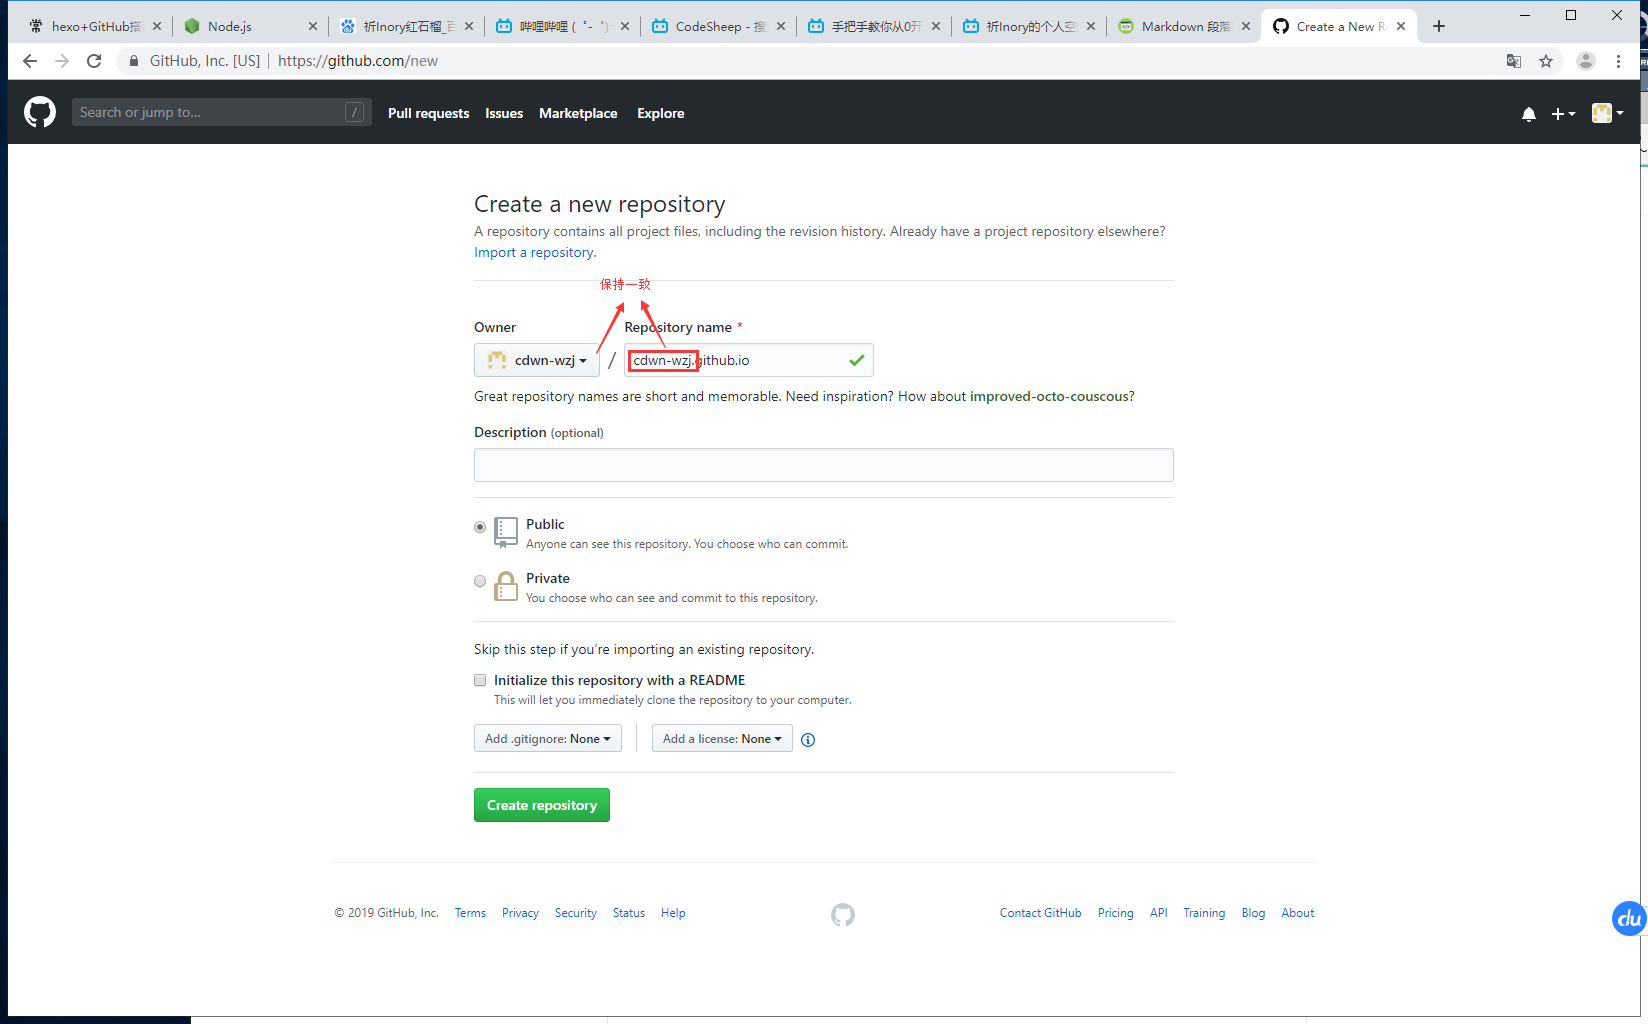 hexo+GitHub搭
Node.js
祈Inory红石榴_百
哔哩哔哩 ( ゜- ゜)
CodeSheep - 搜
手把手教你从0开
祈Inory的个人空
Markdown 段落
Create a New R
GitHub, Inc. [US] | https://github.com/new
Search or jump to... /
Pull requests Issues Marketplace Explore
Create a new repository
A repository contains all project files, including the revision history. Already have a project repository elsewhere?
Import a repository.
保持一致
Owner Repository name *
cdwn-wzj / cdwn-wzj.github.io
Great repository names are short and memorable. Need inspiration? How about improved-octo-couscous?
Description (optional)
Public
Anyone can see this repository. You choose who can commit.
Private
You choose who can see and commit to this repository.
Skip this step if you’re importing an existing repository.
Initialize this repository with a README
This will let you immediately clone the repository to your computer.
Add .gitignore: None Add a license: None
Create repository
© 2019 GitHub, Inc. Terms Privacy Security Status Help Contact GitHub Pricing API Training Blog About
du